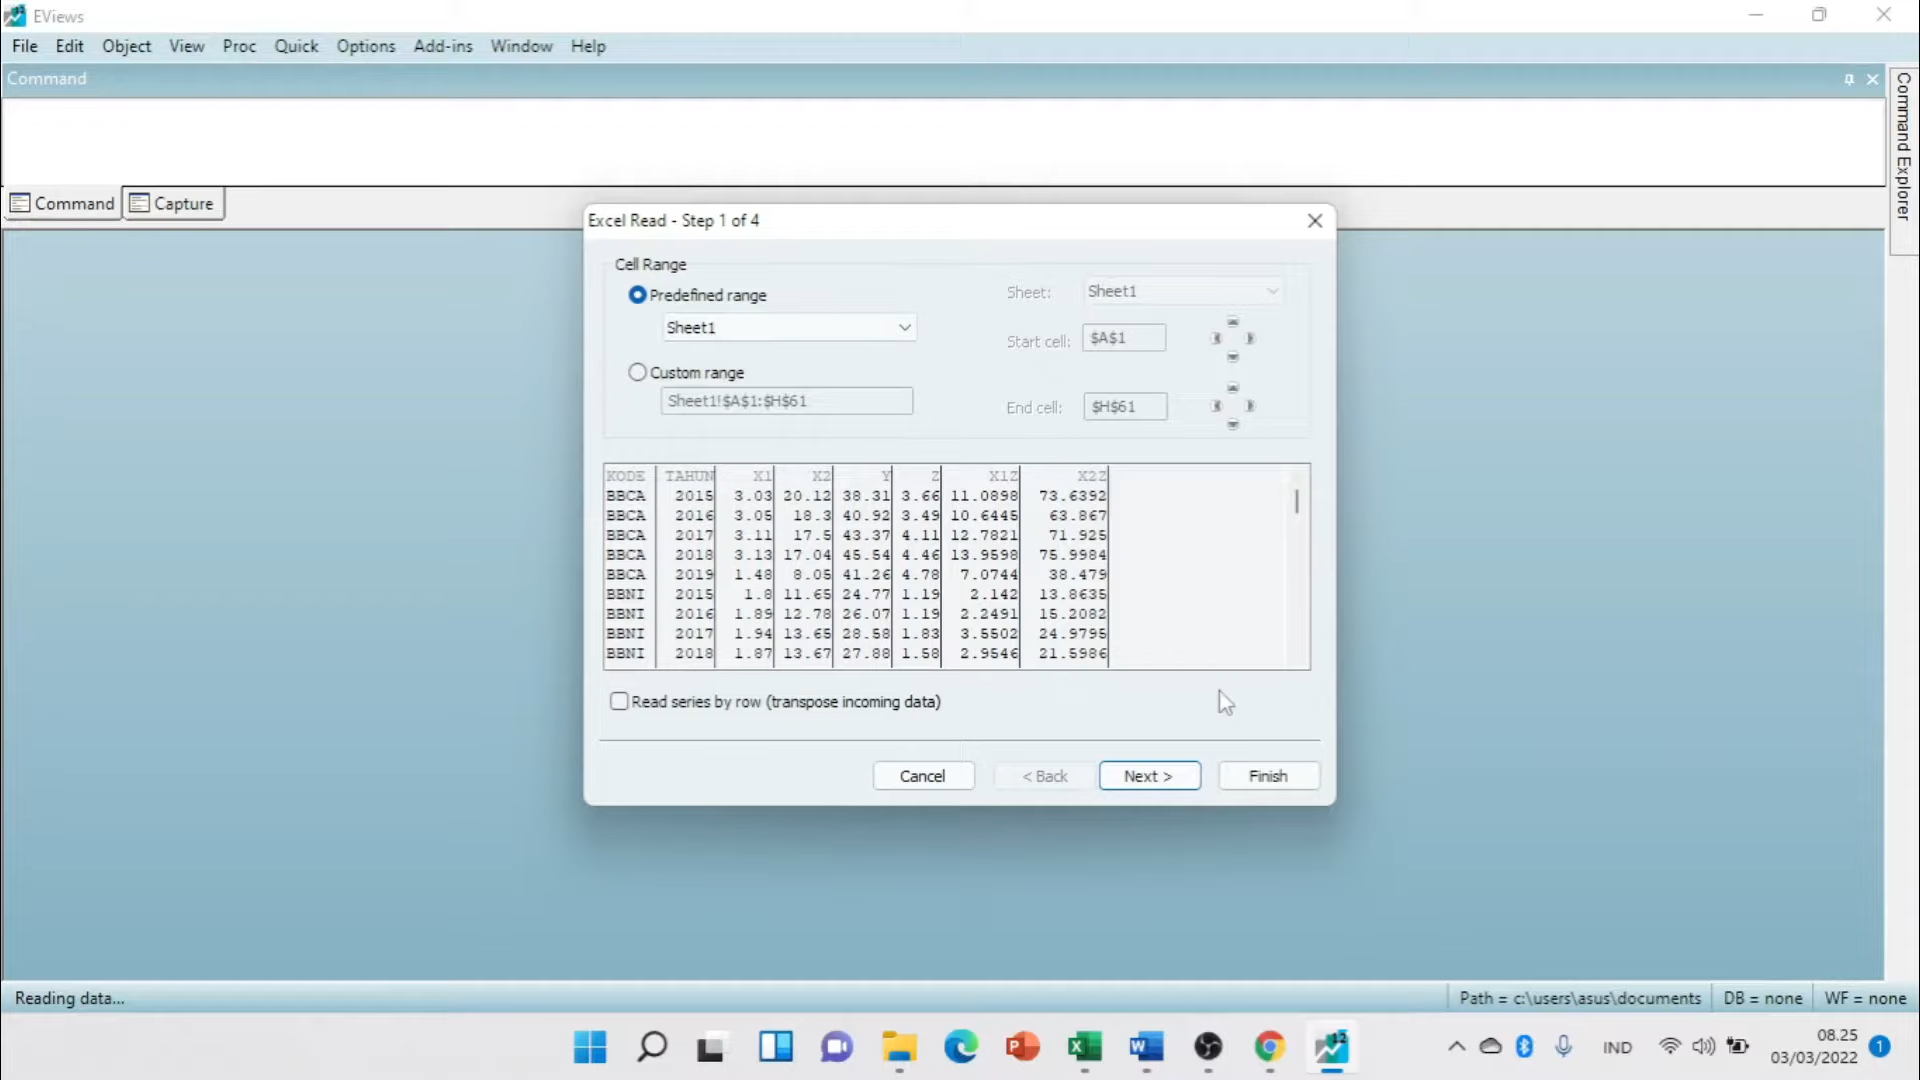 EViews
File Edit Object View Proc Quick Options Add-ins Window Help
Command
Command Explorer
Command Capture
Excel Read - Step 1 of 4
Cell Range
Predefined range
Sheet1
Custom range
Sheet1!$A$1:$H$61
Sheet: Sheet1
Start cell: $A$1
End cell: $H$61
KODE TAHUN X1 X2 Y Z X1Z X2Z
BBCA 2015 3.03 20.12 38.31 3.66 11.0898 73.6392
BBCA 2016 3.05 18.3 40.92 3.49 10.6445 63.867
BBCA 2017 3.11 17.5 43.37 4.11 12.7821 71.925
BBCA 2018 3.13 17.04 45.54 4.46 13.9598 75.9984
BBCA 2019 1.48 8.05 41.26 4.78 7.0744 38.479
BBNI 2015 1.8 11.65 24.77 1.19 2.142 13.8635
BBNI 2016 1.89 12.78 26.07 1.19 2.2491 15.2082
BBNI 2017 1.94 13.65 28.58 1.83 3.5502 24.9795
BBNI 2018 1.87 13.67 27.88 1.58 2.9546 21.5986
Read series by row (transpose incoming data)
Cancel < Back Next > Finish
Reading data... Path = c:\users\asus\documents DB = none WF = none
IND
08.25
03/03/2022
1